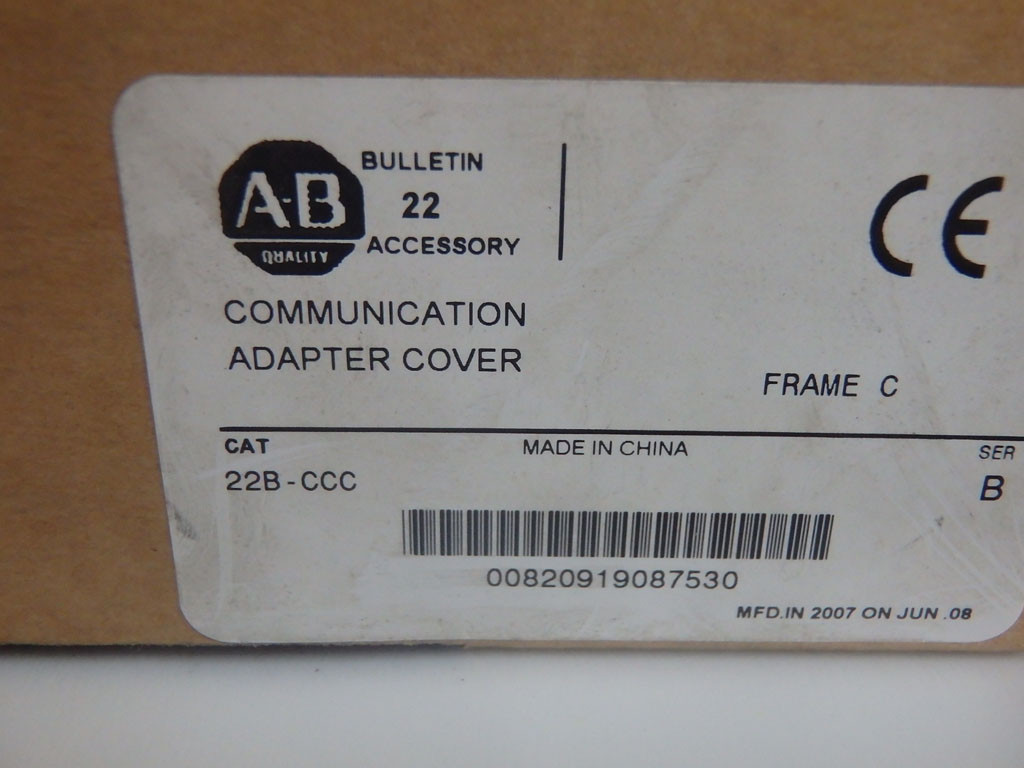 A-B
QUALITY
BULLETIN
22
ACCESSORY
CE
COMMUNICATION
ADAPTER COVER
FRAME C
CAT
MADE IN CHINA
SER
22B-CCC
B
00820919087530
MFD.IN 2007 ON JUN .08